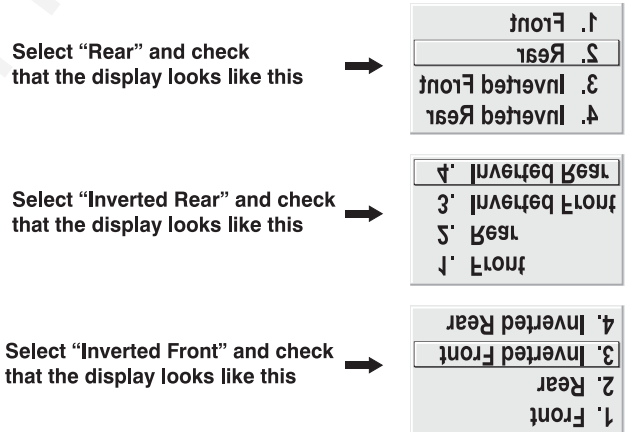 Select “Rear” and check
that the display looks like this
1. Front
2. Rear
3. Inverted Front
4. Inverted Rear
Select “Inverted Rear” and check
that the display looks like this
4. Inverted Rear
3. Inverted Front
2. Rear
1. Front
Select “Inverted Front” and check
that the display looks like this
4. Inverted Rear
3. Inverted Front
2. Rear
1. Front